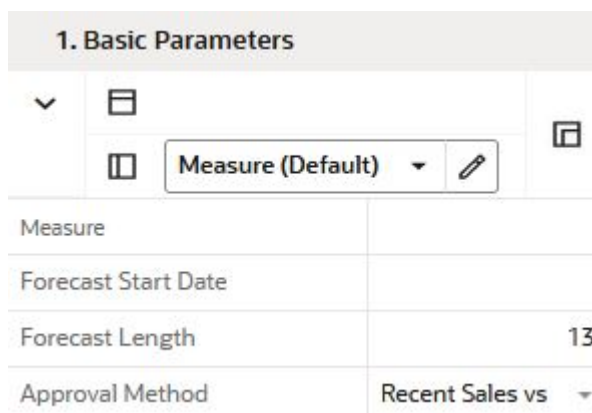 1. Basic Parameters
Measure (Default)
Measure
Forecast Start Date
Forecast Length 13
Approval Method Recent Sales vs